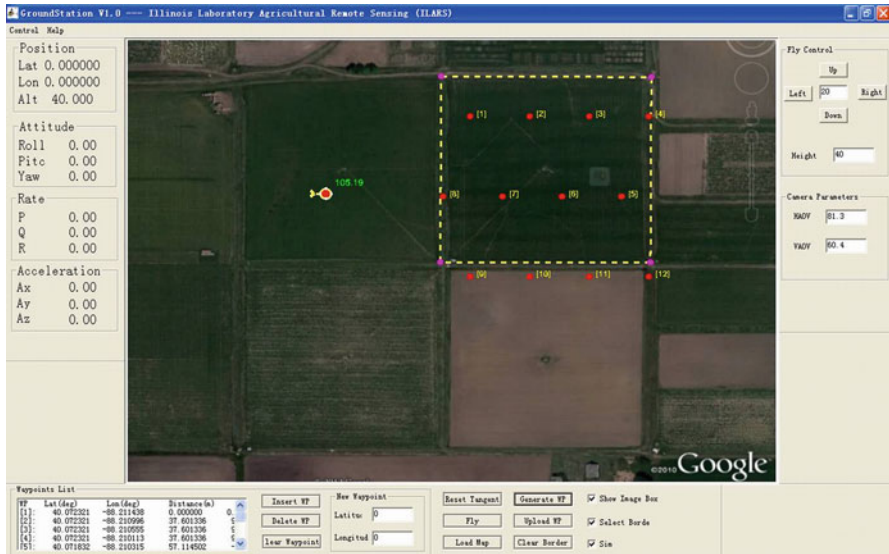 GroundStation V1.0 --- Illinois Laboratory Agricultural Remote Sensing (ILARS)
Control Help
Position
Lat 0.000000
Lon 0.000000
Alt 40.000
Attitude
Roll 0.00
Pitc 0.00
Yaw 0.00
Rate
P 0.00
Q 0.00
R 0.00
Acceleration
Ax 0.00
Ay 0.00
Az 0.00
105.19
[1] [2] [3] [4]
[8] [7] [6] [5]
[9] [10] [11] [12]
©2010 Google
Fly Control
Up
Left 20 Right
Down
Height 40
Camera Parameters
HAOV 81.3
VAOV 60.4
Waypoints List
WP Lat(deg) Lon(deg) Distance(m)
[1]: 40.072321 -88.211438 0.000000 0.
[2]: 40.072321 -88.210996 37.601336 9
[3]: 40.072321 -88.210555 37.601336 9
[4]: 40.072321 -88.210113 37.601336 9
[5]: 40.071832 -88.210315 57.114502 -
Insert WP
Delete WP
lear Waypoint
New Waypoint
Latitu: 0
Longitud 0
Reset Tangent Generate WP
Fly Upload WP
Load Map Clear Border
Show Image Box
Select Borde
Sim